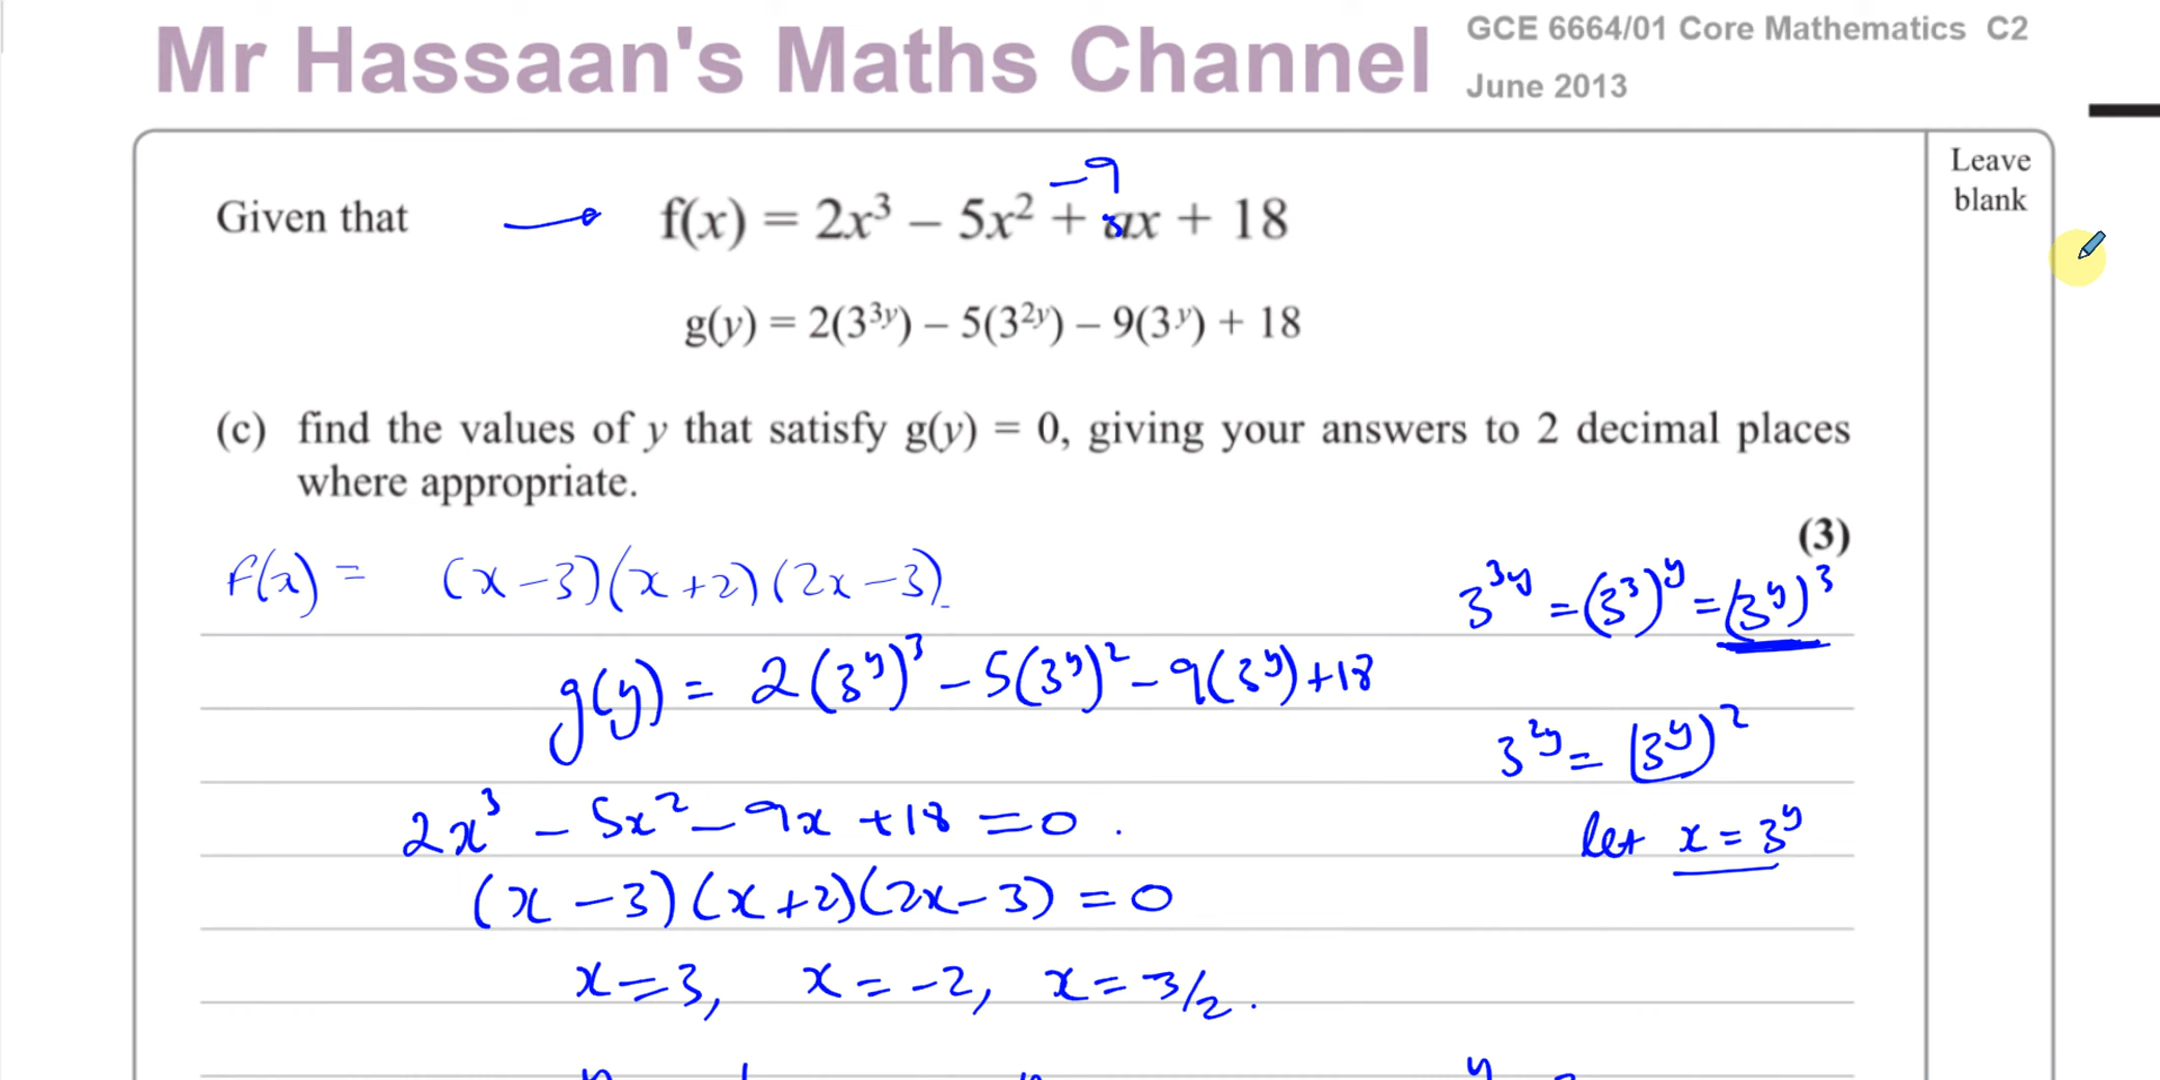 Mr Hassaan's Maths Channel
GCE 6664/01 Core Mathematics C2
June 2013
Leave
blank
-9
Given that f(x) = 2x³ – 5x² + ax + 18
g(y) = 2(3³ʸ) – 5(3²ʸ) – 9(3ʸ) + 18
(c) find the values of y that satisfy g(y) = 0, giving your answers to 2 decimal places
where appropriate.
(3)
f(x) = (x-3)(x+2)(2x-3)
3³ʸ = (3³)ʸ = (3ʸ)³
g(y) = 2(3ʸ)³ - 5(3ʸ)² - 9(3ʸ) + 18
3²ʸ = (3ʸ)²
2x³ - 5x² - 9x + 18 = 0.
let x = 3ʸ
(x-3)(x+2)(2x-3) = 0
x = 3, x = -2, x = 3/2.